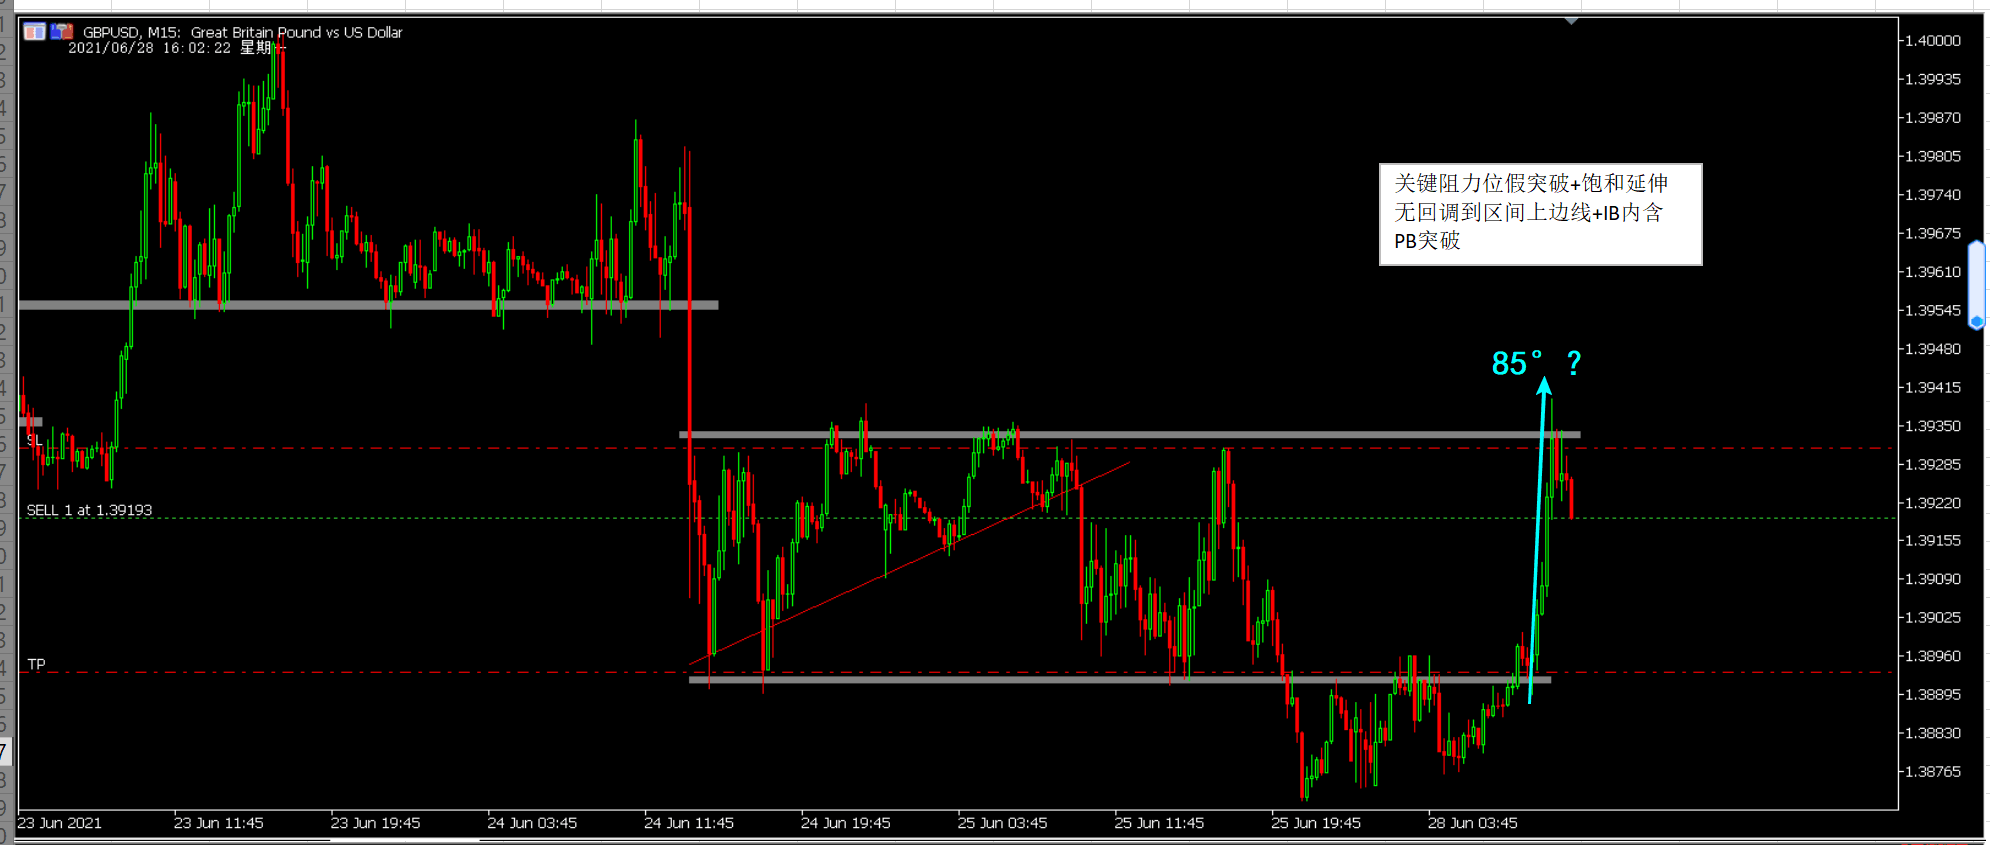 GBPUSD, M15:  Great Britain Pound vs US Dollar
2021/06/28 16:02:22 星期一
关键阻力位假突破+饱和延伸
无回调到区间上边线+IB内含
PB突破
85° ？
SL
SELL 1 at 1.39193
TP
1.40000
1.39935
1.39870
1.39805
1.39740
1.39675
1.39610
1.39545
1.39480
1.39415
1.39350
1.39285
1.39220
1.39155
1.39090
1.39025
1.38960
1.38895
1.38830
1.38765
23 Jun 2021
23 Jun 11:45
23 Jun 19:45
24 Jun 03:45
24 Jun 11:45
24 Jun 19:45
25 Jun 03:45
25 Jun 11:45
25 Jun 19:45
28 Jun 03:45